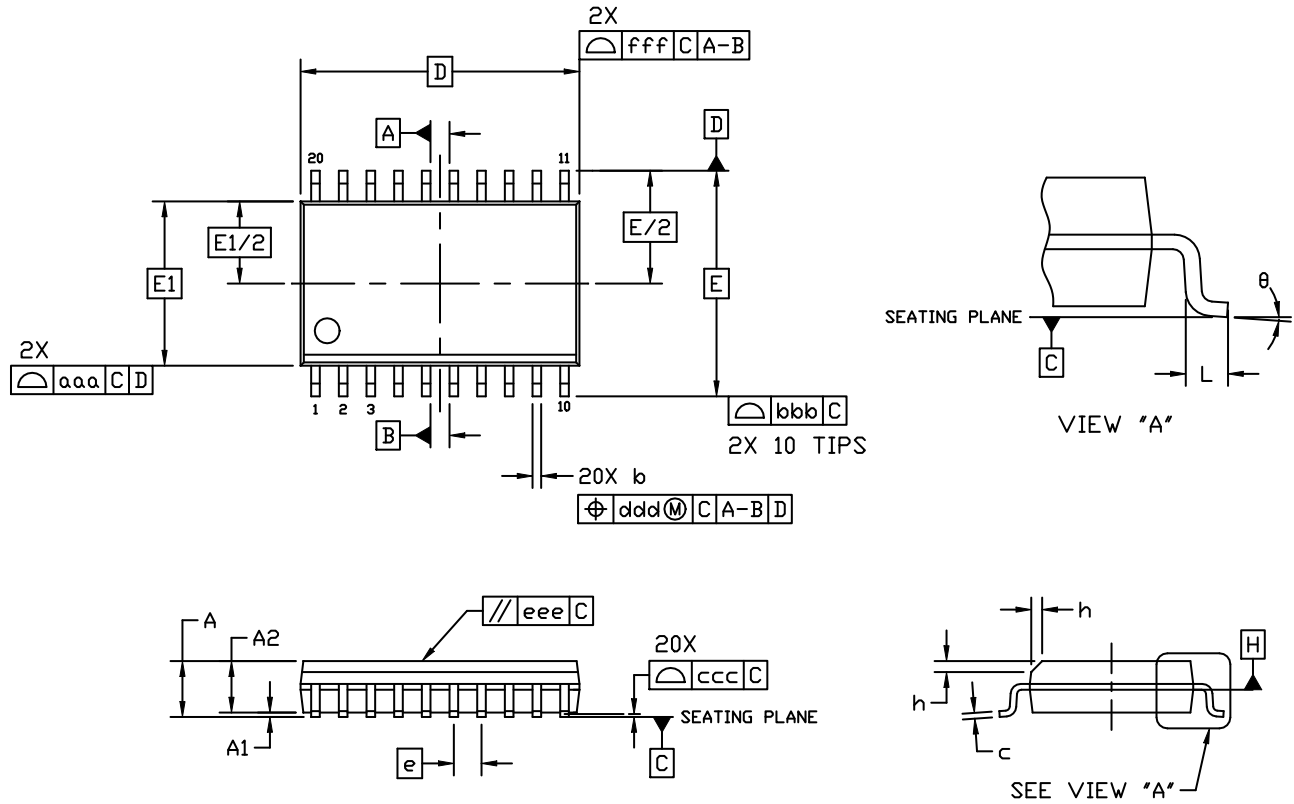 2X
fff C A-B
D
A
D
20 11
E1/2
E/2
E1
E
θ
SEATING PLANE
C
L
VIEW "A"
2X
aaa C D
1 2 3 10
bbb C
2X 10 TIPS
B
20X b
ddd Ⓜ C A-B D
// eee C
A
A2
20X
ccc C
SEATING PLANE
A1
e
C
h
H
h
c
SEE VIEW "A"